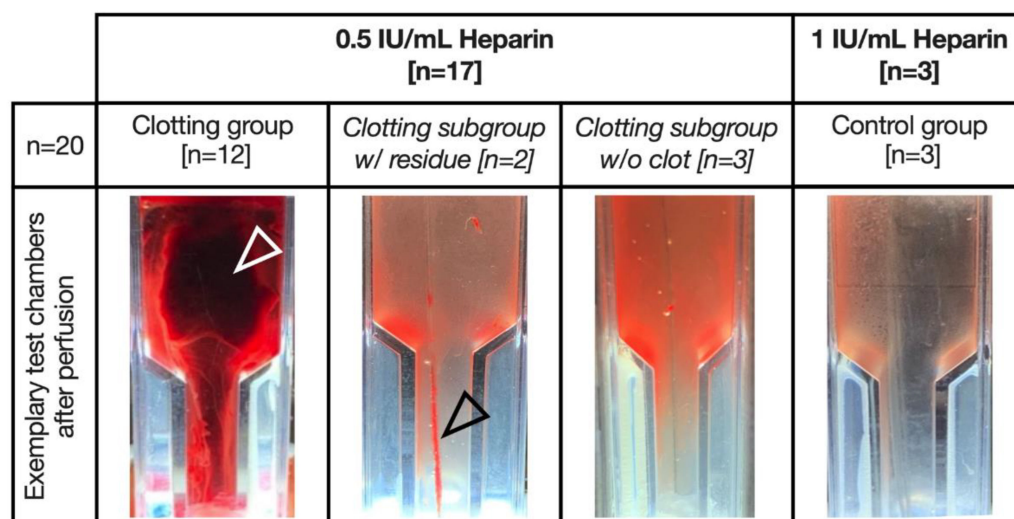 0.5 IU/mL Heparin
[n=17]
1 IU/mL Heparin
[n=3]
n=20
Clotting group
[n=12]
Clotting subgroup
w/ residue [n=2]
Clotting subgroup
w/o clot [n=3]
Control group
[n=3]
Exemplary test chambers
after perfusion